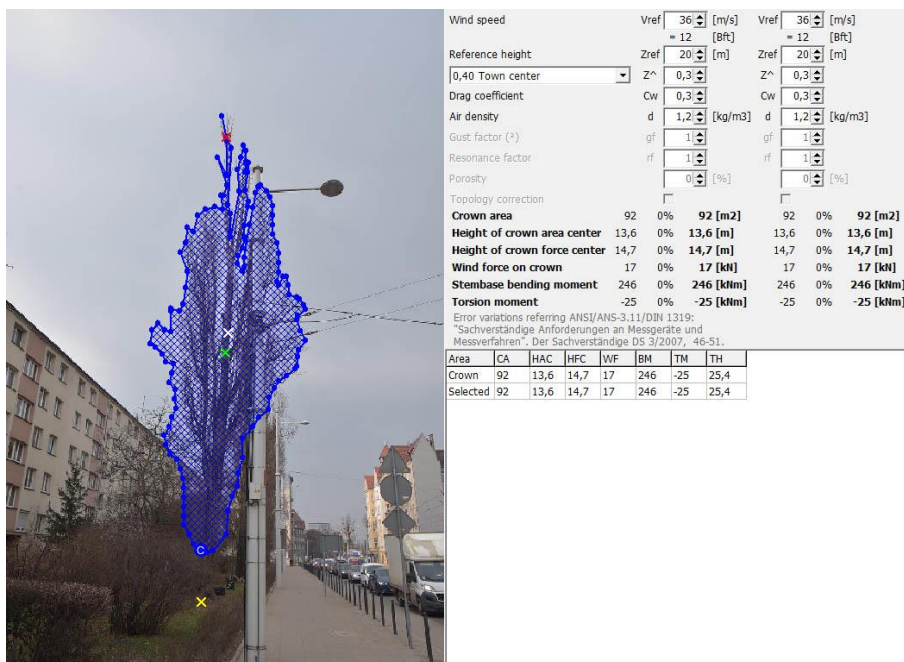 Wind speed Vref 36 [m/s] Vref 36 [m/s]
= 12 [Bft] = 12 [Bft]
Reference height Zref 20 [m] Zref 20 [m]
0,40 Town center Z^ 0,3 Z^ 0,3
Drag coefficient Cw 0,3 Cw 0,3
Air density d 1,2 [kg/m3] d 1,2 [kg/m3]
Gust factor (²) gf 1 gf 1
Resonance factor rf 1 rf 1
Porosity 0 [%] 0 [%]
Topology correction
Crown area 92 0% 92 [m2] 92 0% 92 [m2]
Height of crown area center 13,6 0% 13,6 [m] 13,6 0% 13,6 [m]
Height of crown force center 14,7 0% 14,7 [m] 14,7 0% 14,7 [m]
Wind force on crown 17 0% 17 [kN] 17 0% 17 [kN]
Stembase bending moment 246 0% 246 [kNm] 246 0% 246 [kNm]
Torsion moment -25 0% -25 [kNm] -25 0% -25 [kNm]
Error variations referring ANSI/ANS-3.11/DIN 1319:
"Sachverständige Anforderungen an Messgeräte und
Messverfahren". Der Sachverständige DS 3/2007, 46-51.
Area CA HAC HFC WF BM TM TH
Crown 92 13,6 14,7 17 246 -25 25,4
Selected 92 13,6 14,7 17 246 -25 25,4
C